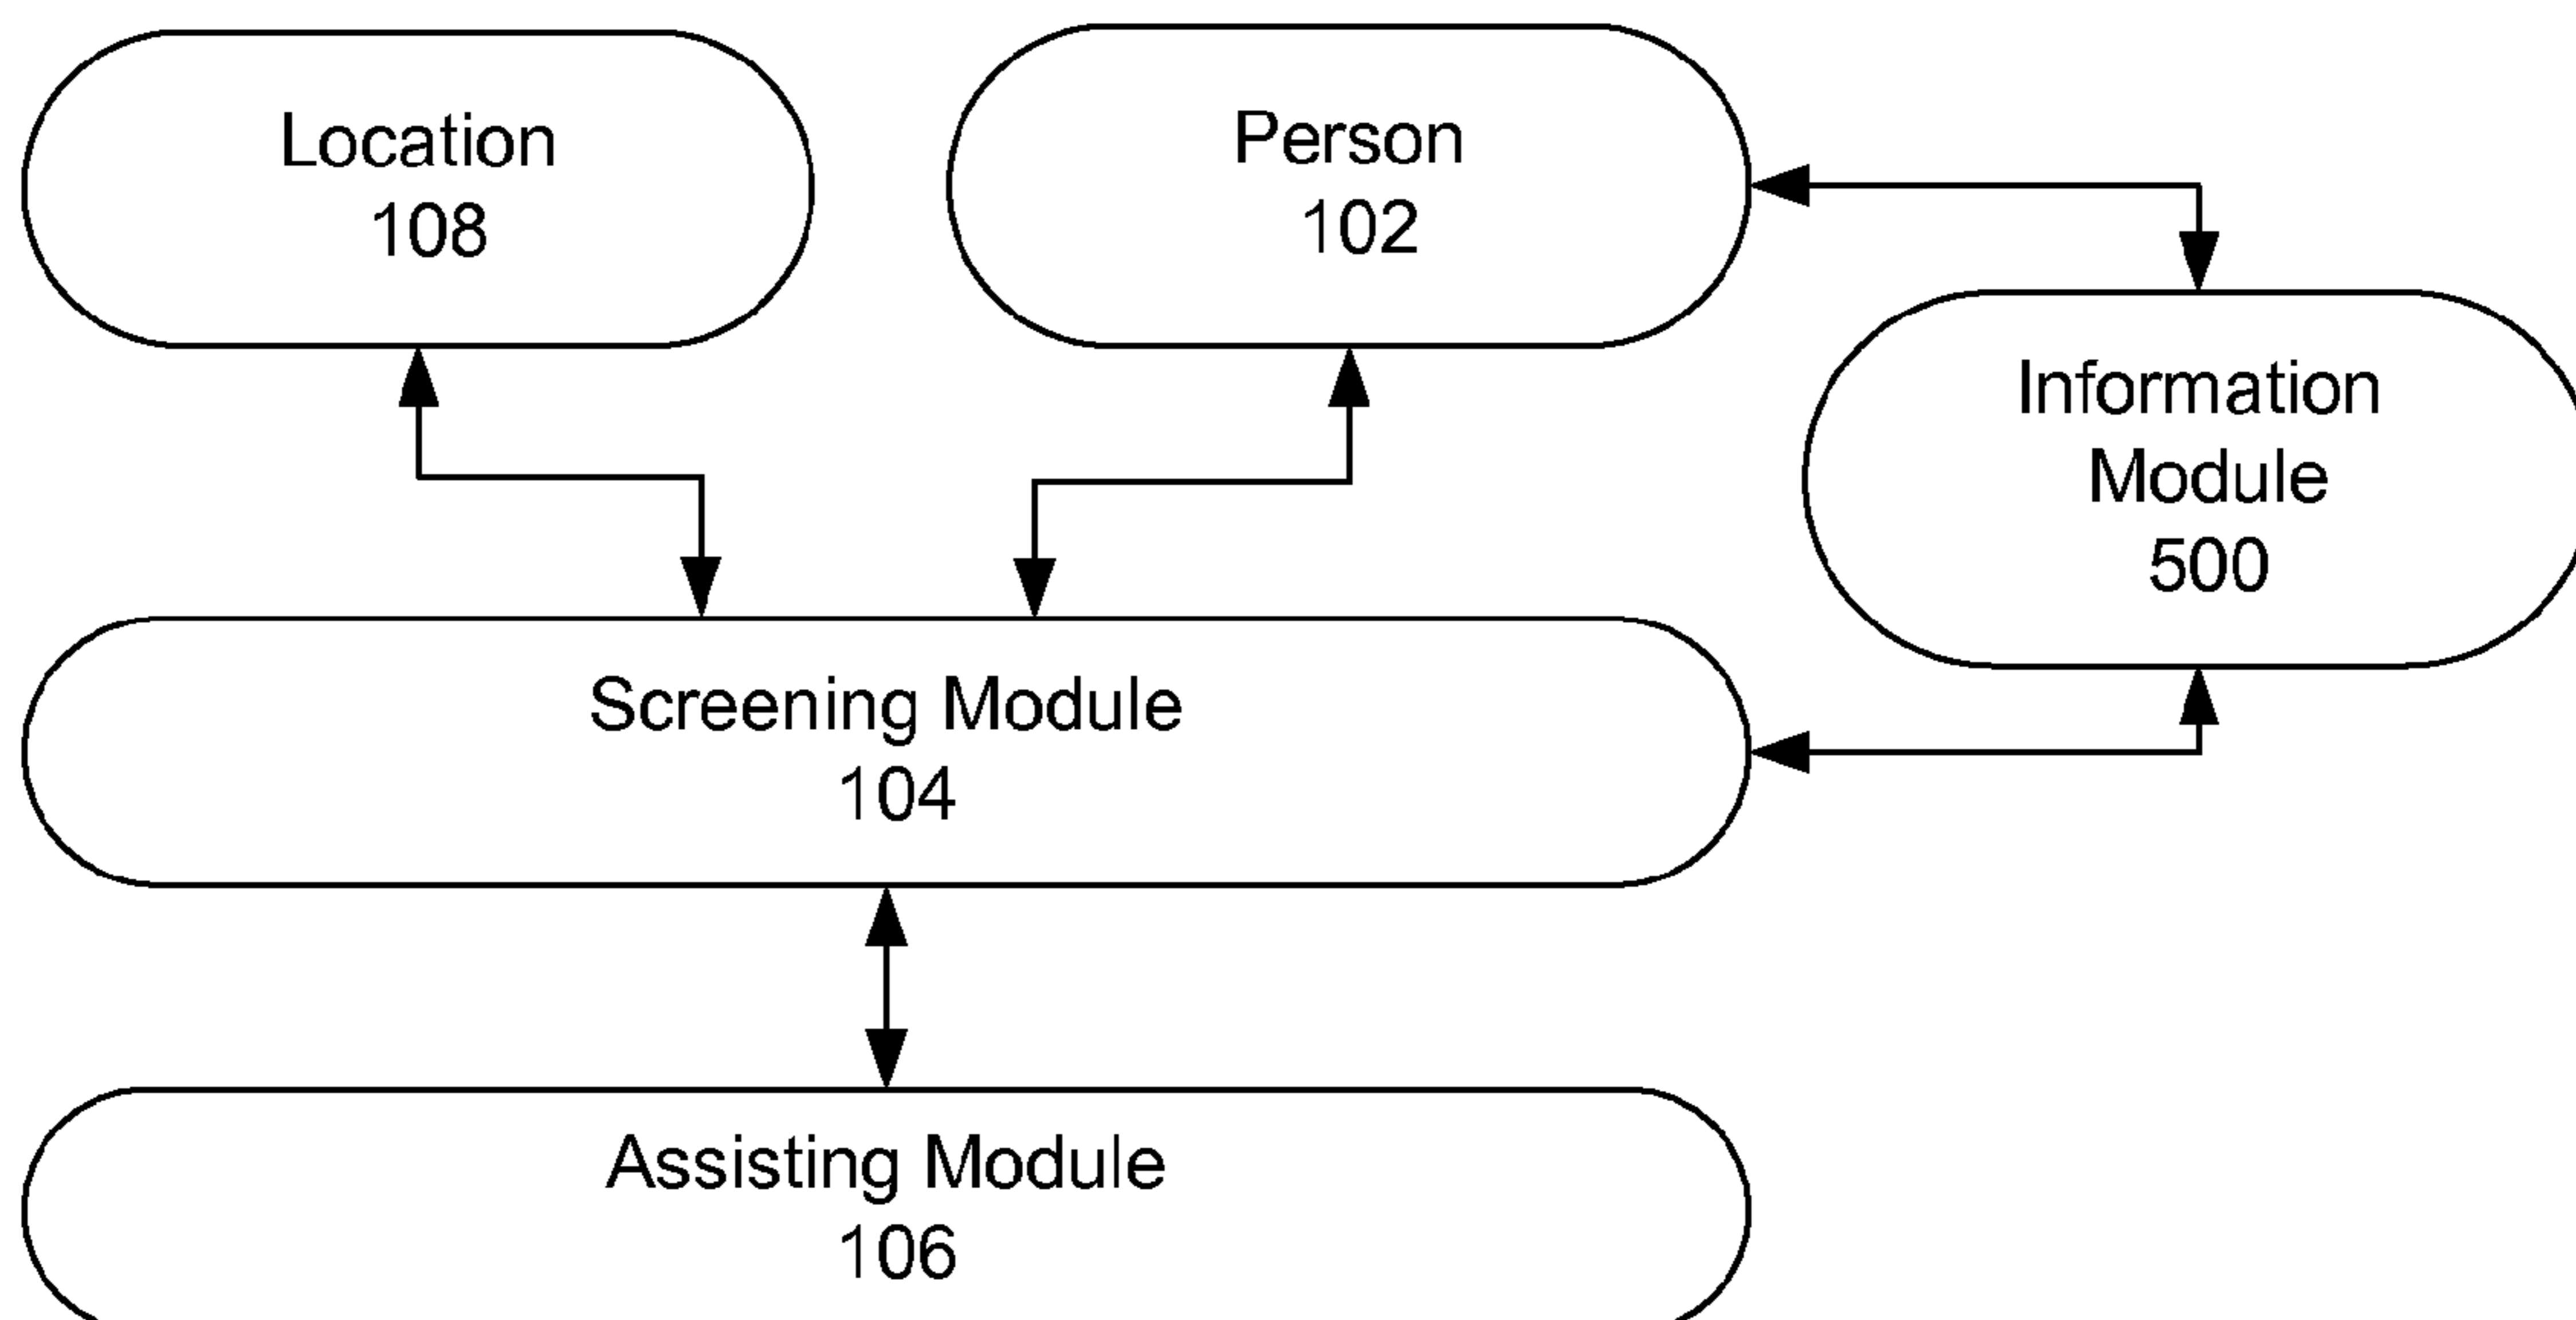 Location
108
Person
102
Information
Module
500
Screening Module
104
Assisting Module
106